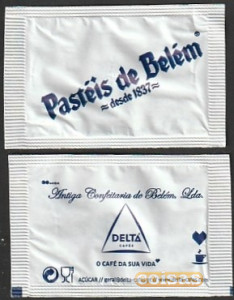 Pastéis de Belém®
≈ desde 1837 ≈
Antiga Confeitaria de Belém, Lda.
DELTA
CAFÉS
O CAFÉ DA SUA VIDA
AÇÚCAR //